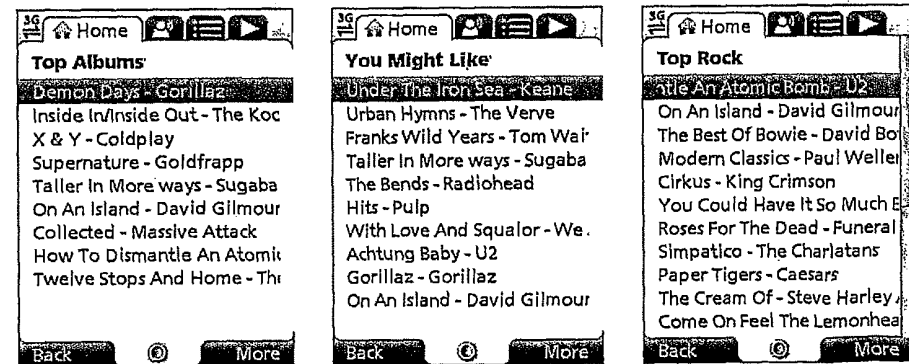 3G Home
Top Albums
Demon Days - Gorillaz
Inside In/Inside Out - The Koc
X & Y - Coldplay
Supernature - Goldfrapp
Taller In More ways - Sugaba
On An Island - David Gilmour
Collected - Massive Attack
How To Dismantle An Atomic
Twelve Stops And Home - The
Back More
3G Home
You Might Like
Under The Iron Sea - Keane
Urban Hymns - The Verve
Franks Wild Years - Tom Wai
Taller In More ways - Sugaba
The Bends - Radiohead
Hits - Pulp
With Love And Squalor - We
Achtung Baby - U2
Gorillaz - Gorillaz
On An Island - David Gilmour
Back More
3G Home
Top Rock
ntle An Atomic Bomb - U2
On An Island - David Gilmour
The Best Of Bowie - David Bo
Modern Classics - Paul Weller
Cirkus - King Crimson
You Could Have It So Much B
Roses For The Dead - Funeral
Simpatico - The Charlatans
Paper Tigers - Caesars
The Cream Of - Steve Harley
Come On Feel The Lemonhea
Back More